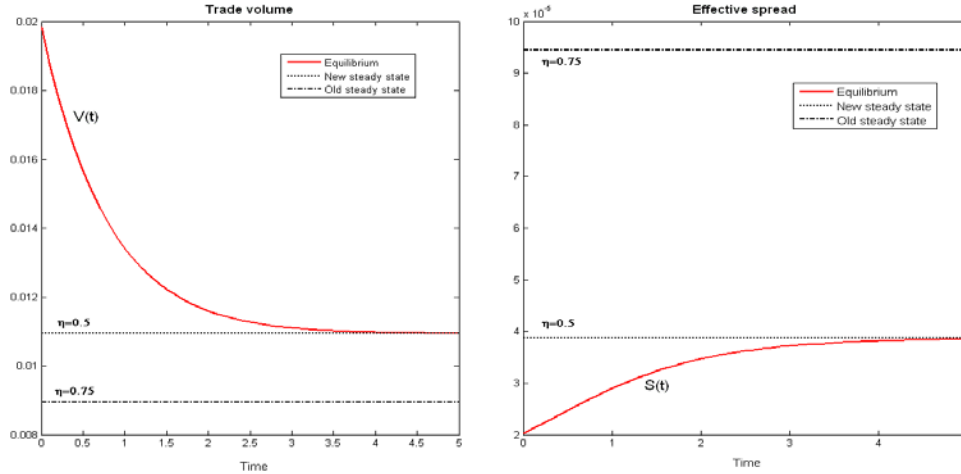 Trade volume
0.02
0.018
0.016
0.014
0.012
0.01
0.008
0
0.5
1
1.5
2
2.5
3
3.5
4
4.5
5
Time
Equilibrium
New steady state
Old steady state
V(t)
η=0.5
η=0.75
Effective spread
10 × 10⁻⁵
9
8
7
6
5
4
3
2
0
1
2
3
4
Time
η=0.75
Equilibrium
New steady state
Old steady state
η=0.5
S(t)